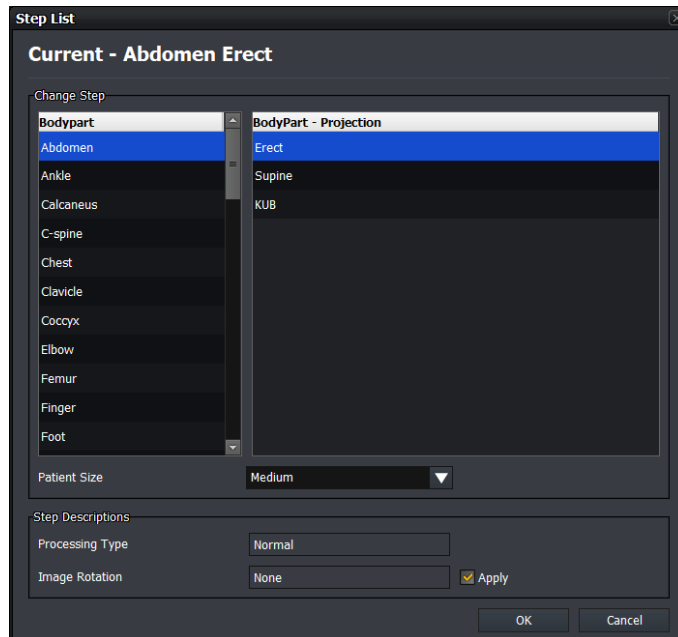 Step List
Current - Abdomen Erect
Change Step
Bodypart BodyPart - Projection
Abdomen Erect
Ankle Supine
Calcaneus KUB
C-spine
Chest
Clavicle
Coccyx
Elbow
Femur
Finger
Foot
Patient Size Medium
Step Descriptions
Processing Type Normal
Image Rotation None Apply
OK Cancel